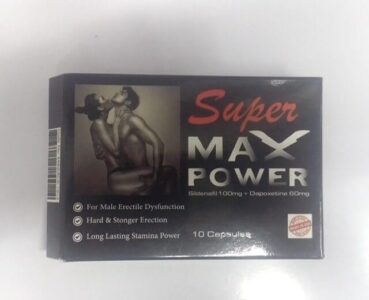 Super
MAX
POWER
Sildenafil 100mg + Dapoxetine 60mg
For Male Erectile Dysfunction
Hard & Stonger Erection
Long Lasting Stamina Power
10 Capsules